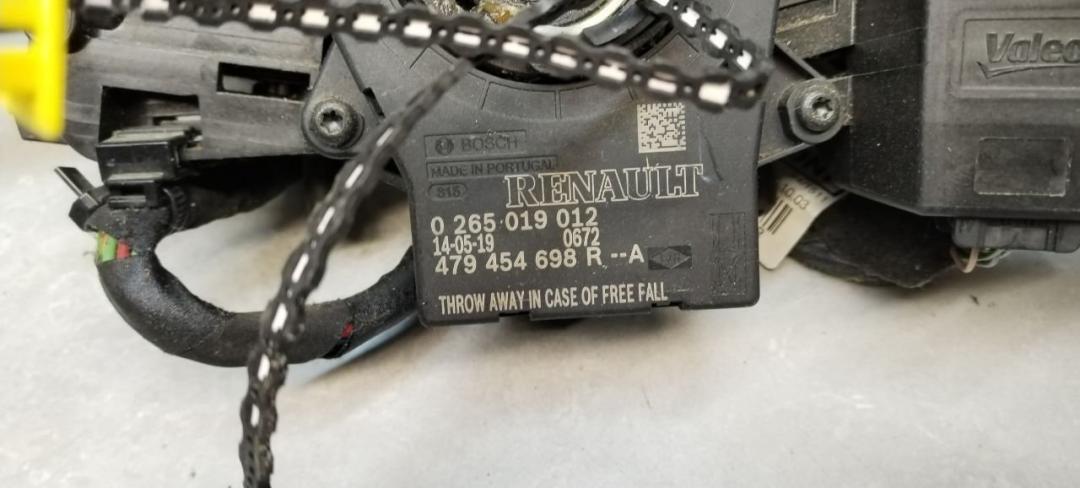 Valeo
BOSCH
MADE IN PORTUGAL
315
RENAULT
0 265 019 012
14-05-19 0672
479 454 698 R --A
THROW AWAY IN CASE OF FREE FALL